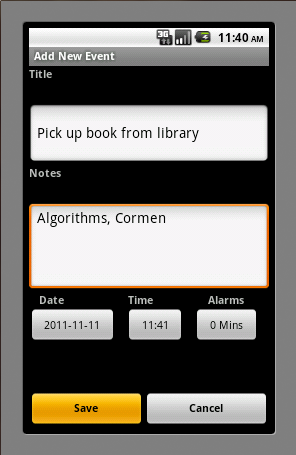 3G 11:40 AM
Add New Event
Title
Pick up book from library
Notes
Algorithms, Cormen
Date Time Alarms
2011-11-11 11:41 0 Mins
Save Cancel